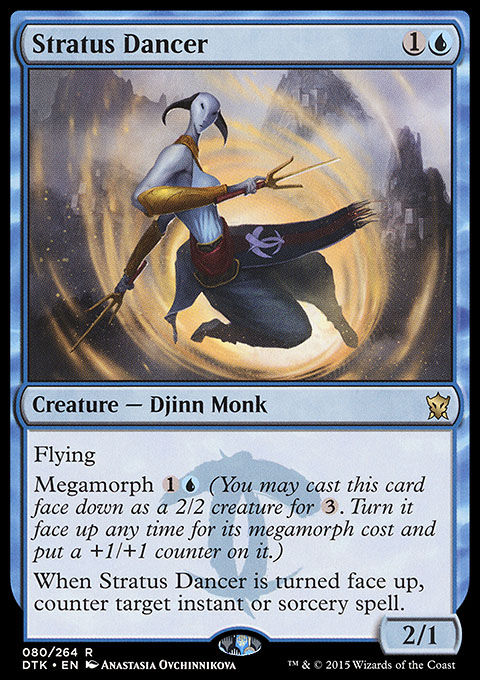 Stratus Dancer 1
Creature — Djinn Monk
Flying
Megamorph 1 (You may cast this card
face down as a 2/2 creature for 3. Turn it
face up any time for its megamorph cost and
put a +1/+1 counter on it.)
When Stratus Dancer is turned face up,
counter target instant or sorcery spell.
2/1
080/264 R
DTK • EN Anastasia Ovchinnikova
™ & © 2015 Wizards of the Coast